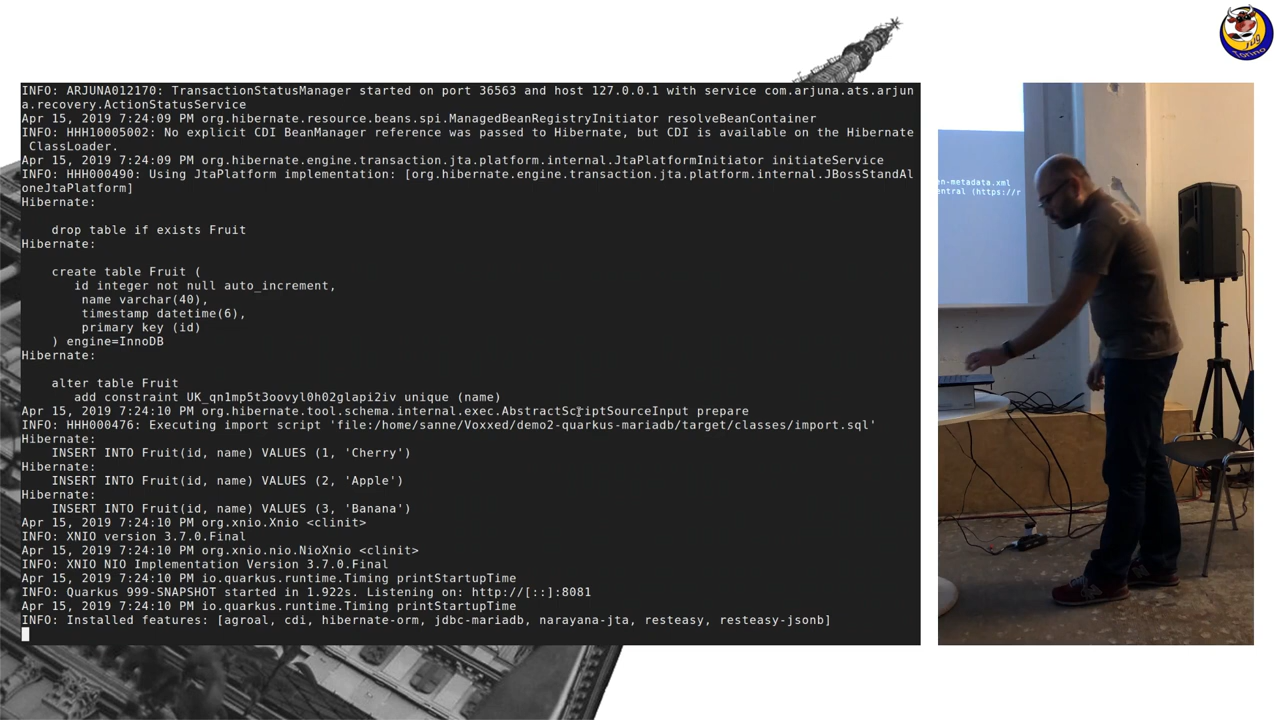 INFO: ARJUNA012170: TransactionStatusManager started on port 36563 and host 127.0.0.1 with service com.arjuna.ats.arjun
a.recovery.ActionStatusService
Apr 15, 2019 7:24:09 PM org.hibernate.resource.beans.spi.ManagedBeanRegistryInitiator resolveBeanContainer
INFO: HHH10005002: No explicit CDI BeanManager reference was passed to Hibernate, but CDI is available on the Hibernate
 ClassLoader.
Apr 15, 2019 7:24:09 PM org.hibernate.engine.transaction.jta.platform.internal.JtaPlatformInitiator initiateService
INFO: HHH000490: Using JtaPlatform implementation: [org.hibernate.engine.transaction.jta.platform.internal.JBossStandAl
oneJtaPlatform]
Hibernate:
drop table if exists Fruit
Hibernate:
create table Fruit (
id integer not null auto_increment,
name varchar(40),
timestamp datetime(6),
primary key (id)
) engine=InnoDB
Hibernate:
alter table Fruit
add constraint UK_qn1mp5t3oovyl0h02glapi2iv unique (name)
Apr 15, 2019 7:24:10 PM org.hibernate.tool.schema.internal.exec.AbstractScriptSourceInput prepare
INFO: HHH000476: Executing import script 'file:/home/sanne/Voxxed/demo2-quarkus-mariadb/target/classes/import.sql'
Hibernate:
INSERT INTO Fruit(id, name) VALUES (1, 'Cherry')
Hibernate:
INSERT INTO Fruit(id, name) VALUES (2, 'Apple')
Hibernate:
INSERT INTO Fruit(id, name) VALUES (3, 'Banana')
Apr 15, 2019 7:24:10 PM org.xnio.Xnio <clinit>
INFO: XNIO version 3.7.0.Final
Apr 15, 2019 7:24:10 PM org.xnio.nio.NioXnio <clinit>
INFO: XNIO NIO Implementation Version 3.7.0.Final
Apr 15, 2019 7:24:10 PM io.quarkus.runtime.Timing printStartupTime
INFO: Quarkus 999-SNAPSHOT started in 1.922s. Listening on: http://[::]:8081
Apr 15, 2019 7:24:10 PM io.quarkus.runtime.Timing printStartupTime
INFO: Installed features: [agroal, cdi, hibernate-orm, jdbc-mariadb, narayana-jta, resteasy, resteasy-jsonb]
en-metadata.xml
entral (https://r
jug
Torino